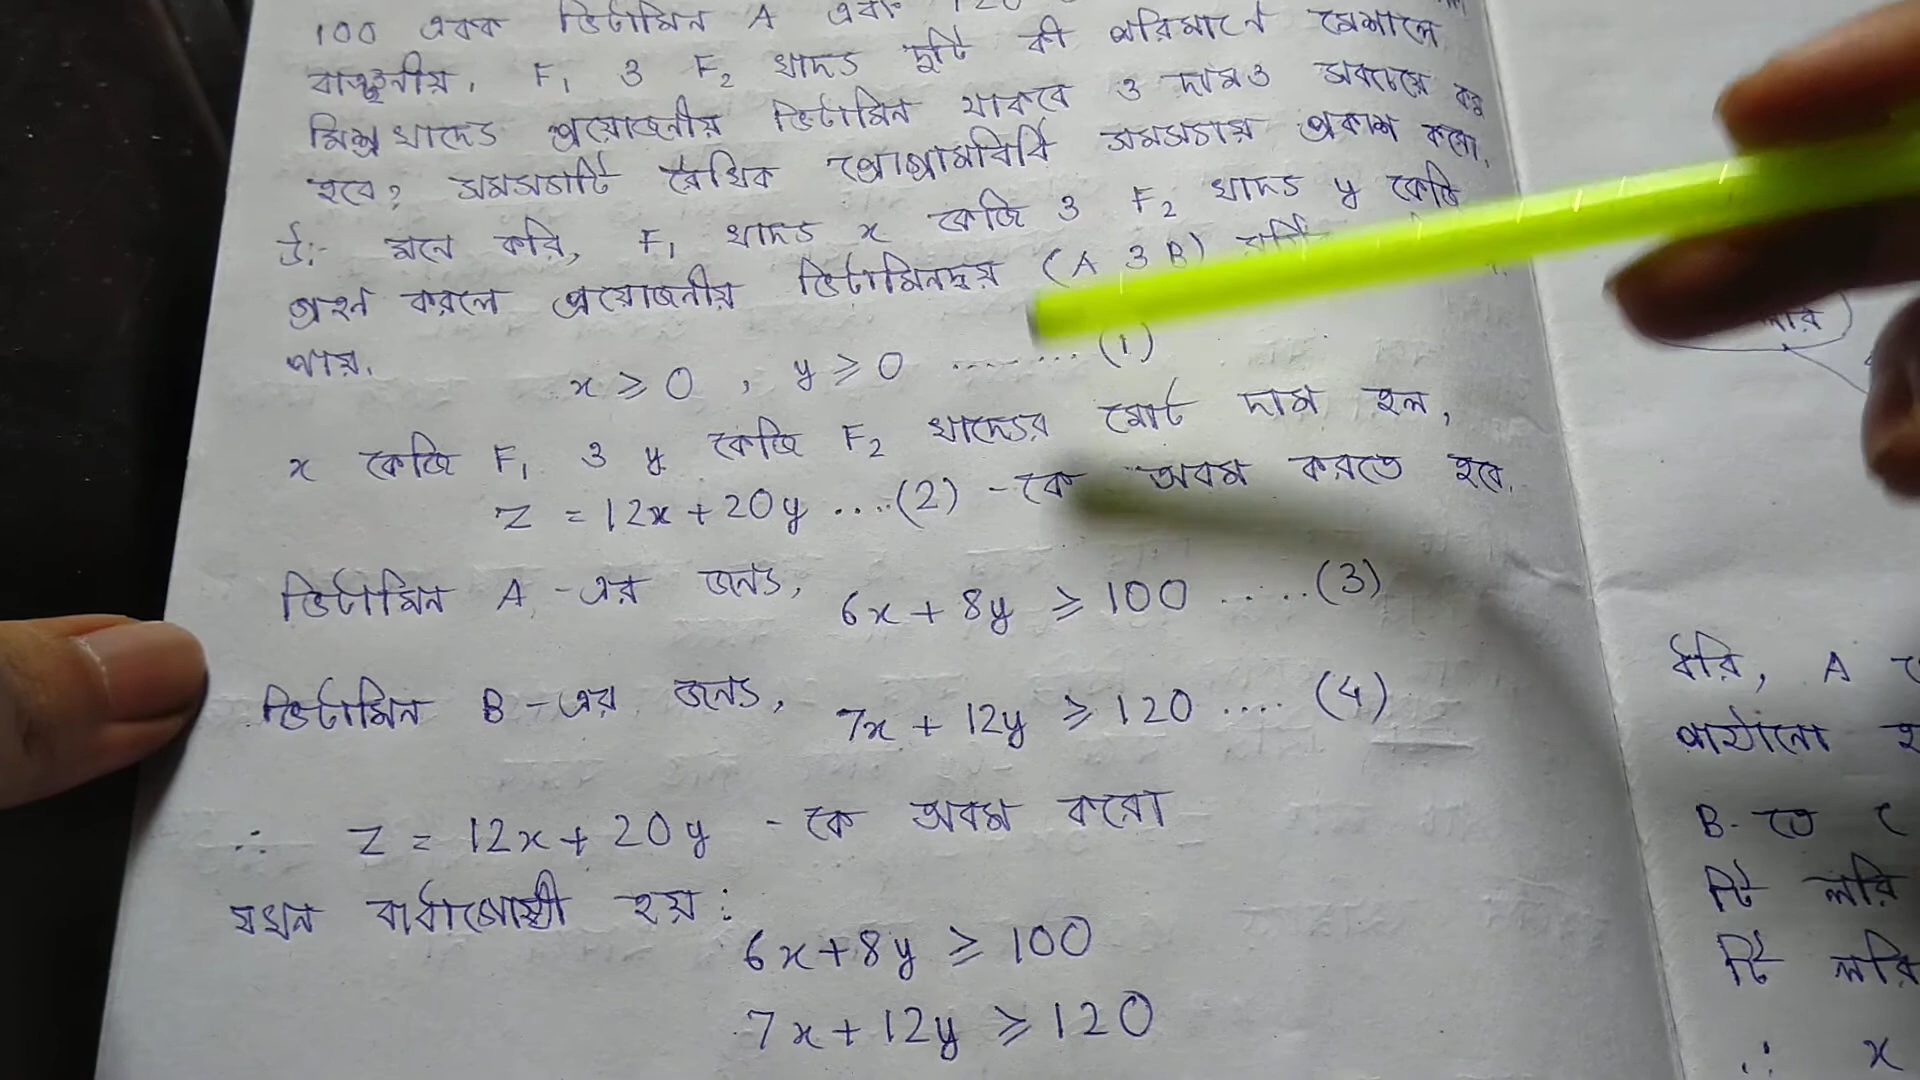 100 একক ভিটামিন A এবং 120
বাঞ্ছনীয়। F₁ ও F₂ খাদ্য দুটি কী পরিমাণে মেশালে
মিশ্রখাদ্যে প্রয়োজনীয় ভিটামিন থাকবে ও দামও সবচেয়ে কম
হবে? সমস্যাটি রৈখিক প্রোগ্রামবিধি সমস্যায় প্রকাশ করো।
উ:- মনে করি, F₁ খাদ্য x কেজি ও F₂ খাদ্য y কেজি
গ্রহণ করলে প্রয়োজনীয় ভিটামিনদ্বয় (A ও B)
পায়।
x ≥ 0 , y ≥ 0 ........ (1)
x কেজি F₁ ও y কেজি F₂ খাদ্যের মোট দাম হল,
Z = 12x + 20y ....(2) -কে অবম করতে হবে।
ভিটামিন A -এর জন্য, 6x + 8y ≥ 100 .....(3)
ভিটামিন B -এর জন্য, 7x + 12y ≥ 120 .... (4)
∴ Z = 12x + 20y -কে অবম করো
যখন বাধাগোষ্ঠী হয় :
6x + 8y ≥ 100
7x + 12y ≥ 120
ধরি, A
পাঠানো
B- তে
টি লরি
টি লরি
∴ x